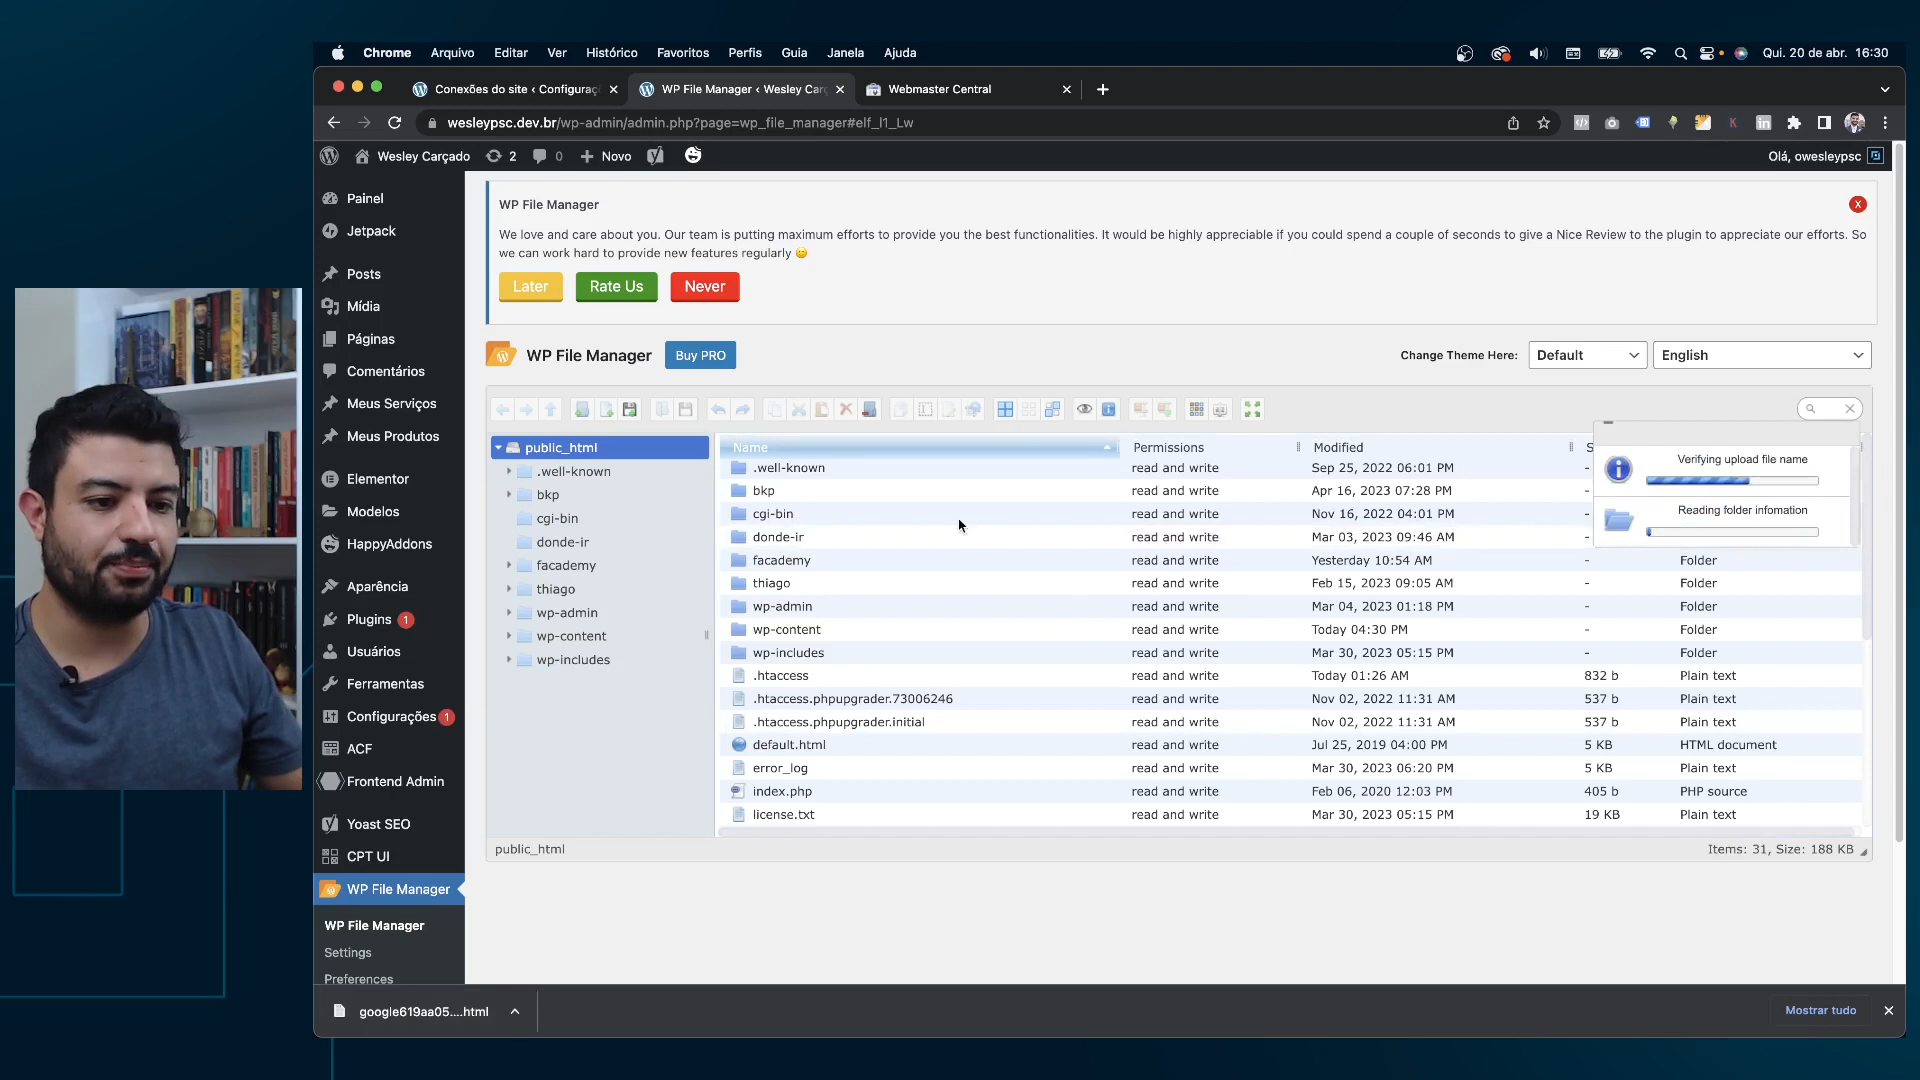 Chrome Arquivo Editar Ver Histórico Favoritos Perfis Guia Janela Ajuda
Qui. 20 de abr. 16:30
Conexões do site ‹ Configuraç
WP File Manager ‹ Wesley Car
Webmaster Central
wesleypsc.dev.br/wp-admin/admin.php?page=wp_file_manager#elf_l1_Lw
Wesley Carçado 2 0 Novo
Olá, owesleypsc
Painel
Jetpack
Posts
Mídia
Páginas
Comentários
Meus Serviços
Meus Produtos
Elementor
Modelos
HappyAddons
Aparência
Plugins 1
Usuários
Ferramentas
Configurações 1
ACF
Frontend Admin
Yoast SEO
CPT UI
WP File Manager
WP File Manager
Settings
Preferences
WP File Manager
We love and care about you. Our team is putting maximum efforts to provide you the best functionalities. It would be highly appreciable if you could spend a couple of seconds to give a Nice Review to the plugin to appreciate our efforts. So
we can work hard to provide new features regularly
Later Rate Us Never
WP File Manager Buy PRO
Change Theme Here: Default English
public_html
.well-known
bkp
cgi-bin
donde-ir
facademy
thiago
wp-admin
wp-content
wp-includes
Name Permissions Modified S
.well-known read and write Sep 25, 2022 06:01 PM -
bkp read and write Apr 16, 2023 07:28 PM -
cgi-bin read and write Nov 16, 2022 04:01 PM -
donde-ir read and write Mar 03, 2023 09:46 AM -
facademy read and write Yesterday 10:54 AM - Folder
thiago read and write Feb 15, 2023 09:05 AM - Folder
wp-admin read and write Mar 04, 2023 01:18 PM - Folder
wp-content read and write Today 04:30 PM - Folder
wp-includes read and write Mar 30, 2023 05:15 PM - Folder
.htaccess read and write Today 01:26 AM 832 b Plain text
.htaccess.phpupgrader.73006246 read and write Nov 02, 2022 11:31 AM 537 b Plain text
.htaccess.phpupgrader.initial read and write Nov 02, 2022 11:31 AM 537 b Plain text
default.html read and write Jul 25, 2019 04:00 PM 5 KB HTML document
error_log read and write Mar 30, 2023 06:20 PM 5 KB Plain text
index.php read and write Feb 06, 2020 12:03 PM 405 b PHP source
license.txt read and write Mar 30, 2023 05:15 PM 19 KB Plain text
Verifying upload file name
Reading folder infomation
public_html
Items: 31, Size: 188 KB
google619aa05....html
Mostrar tudo